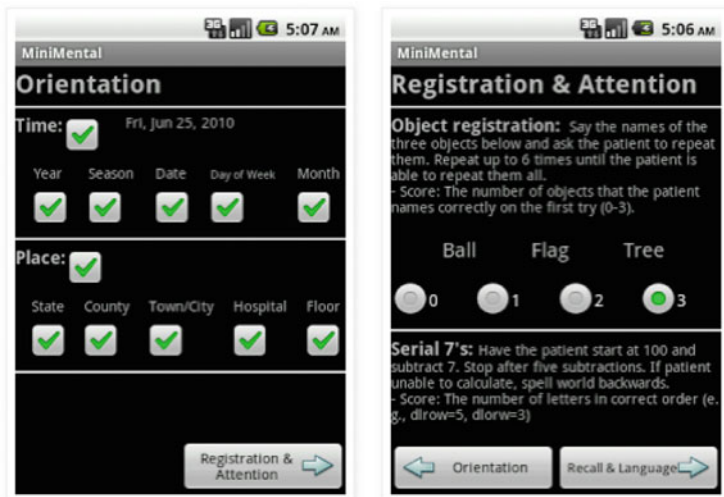 3G 5:07 AM
MiniMental
Orientation
Time: Fri, Jun 25, 2010
Year Season Date Day of Week Month
Place:
State County Town/City Hospital Floor
Registration &
Attention
3G 5:06 AM
MiniMental
Registration & Attention
Object registration: Say the names of the
three objects below and ask the patient to repeat
them. Repeat up to 6 times until the patient is
able to repeat them all.
- Score: The number of objects that the patient
names correctly on the first try (0-3).
Ball Flag Tree
0 1 2 3
Serial 7's: Have the patient start at 100 and
subtract 7. Stop after five subtractions. If patient
unable to calculate, spell world backwards.
- Score: The number of letters in correct order (e.
g., dlrow=5, dlorw=3)
Orientation Recall & Language